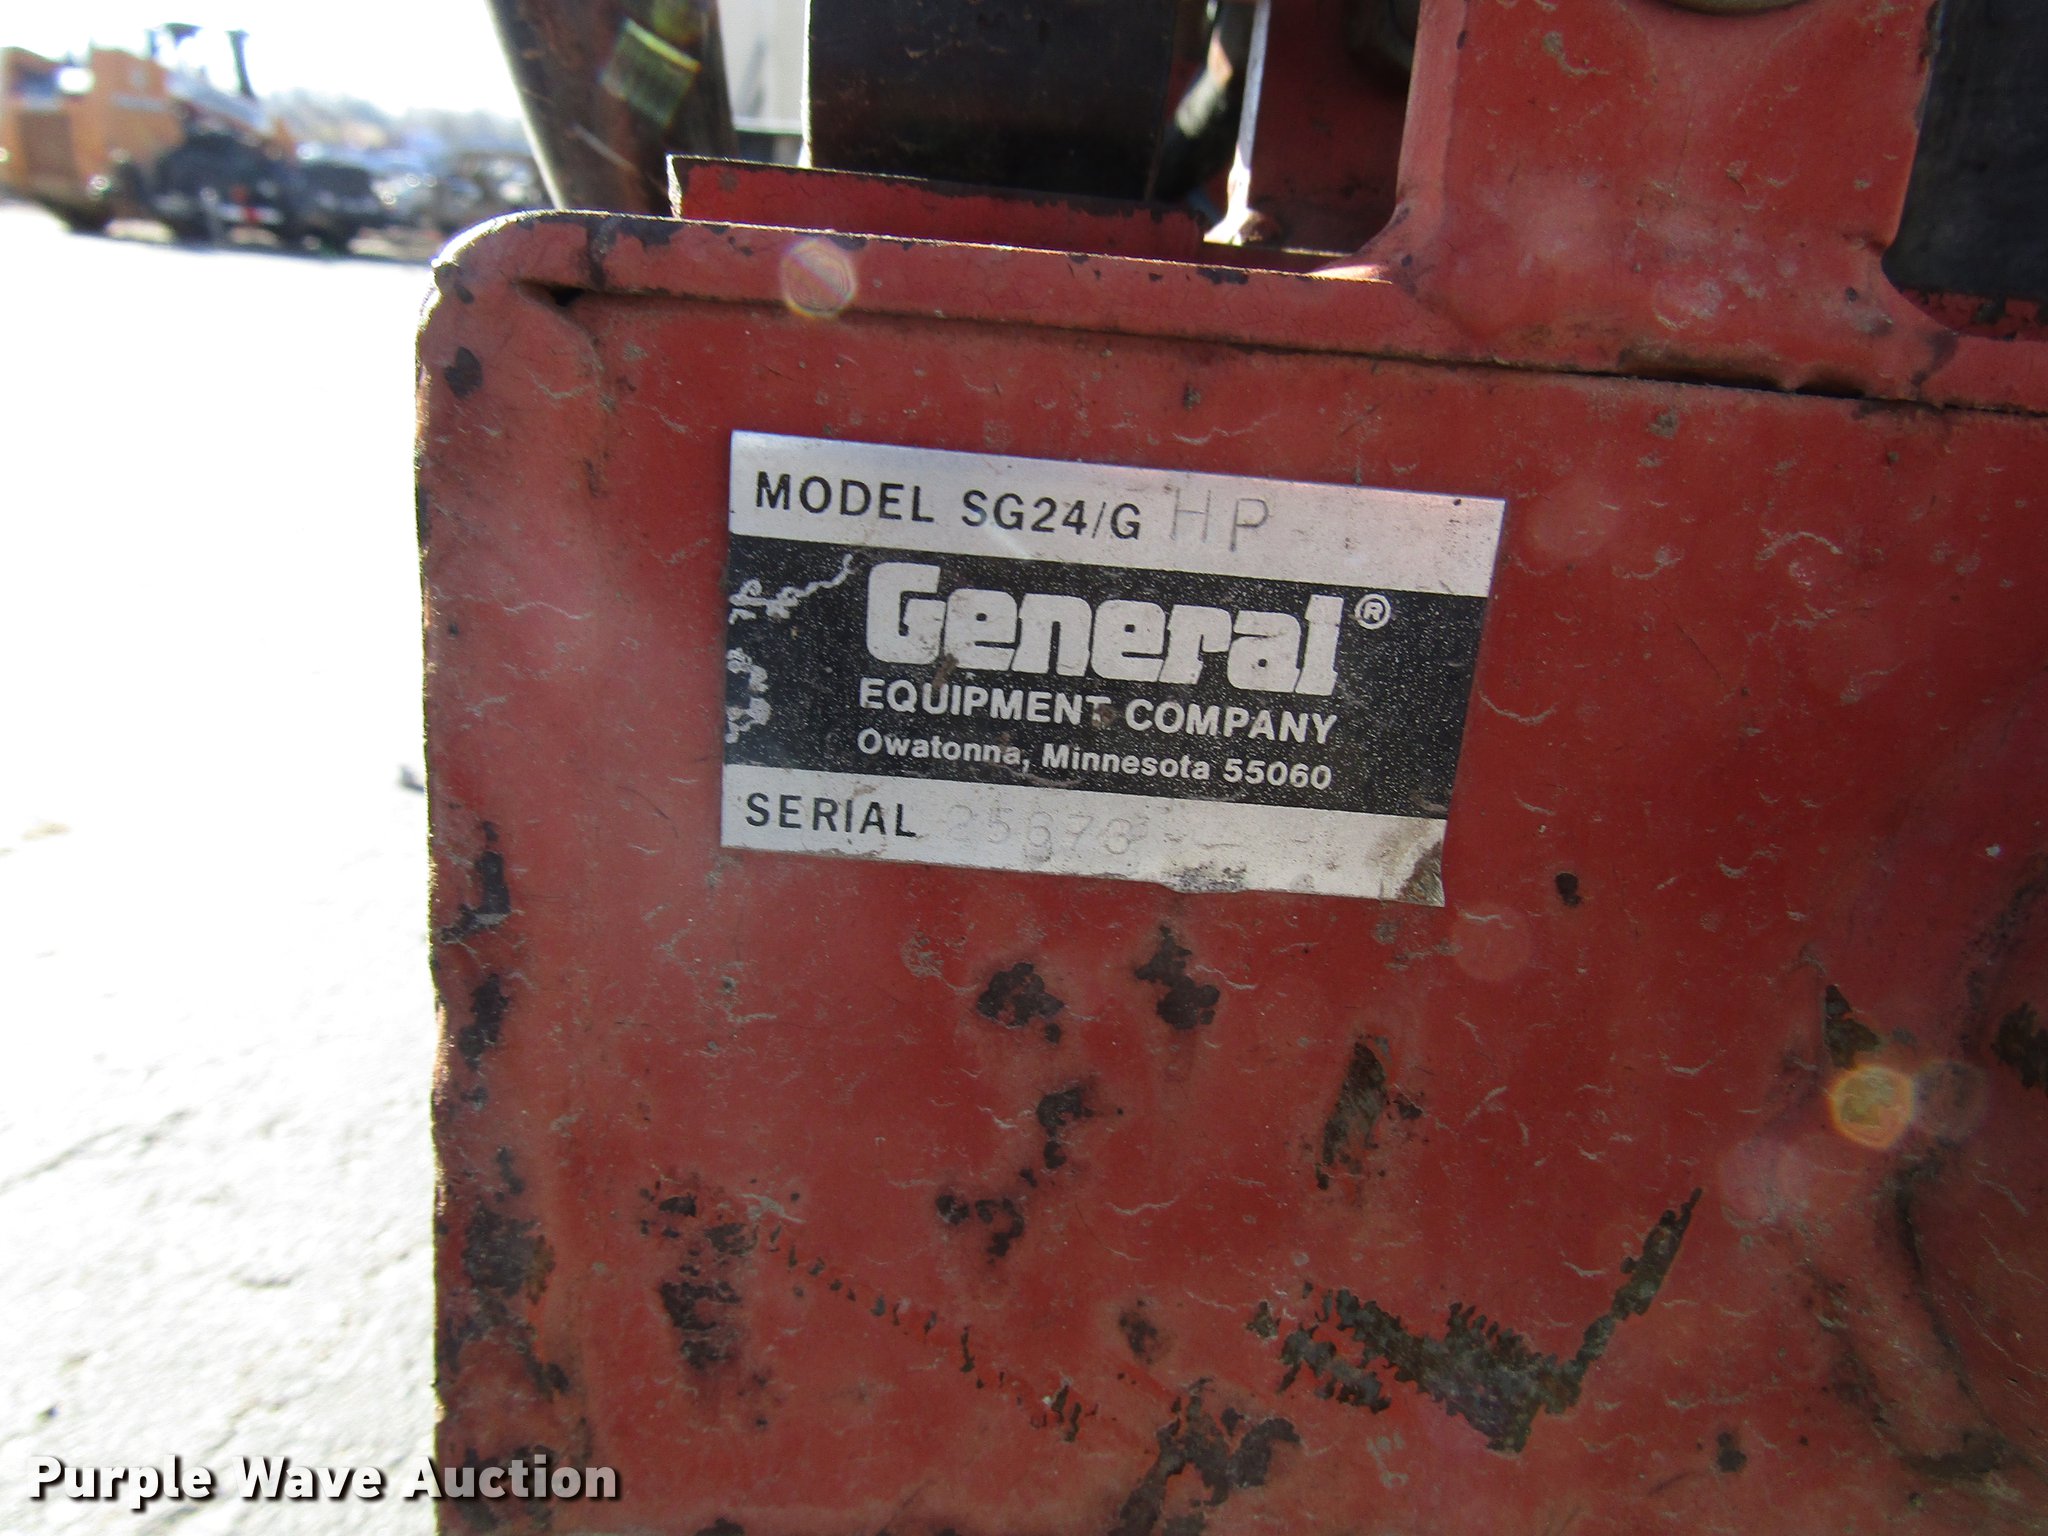 MODEL SG24/G HP
General®
EQUIPMENT COMPANY
Owatonna, Minnesota 55060
SERIAL
Purple Wave Auction